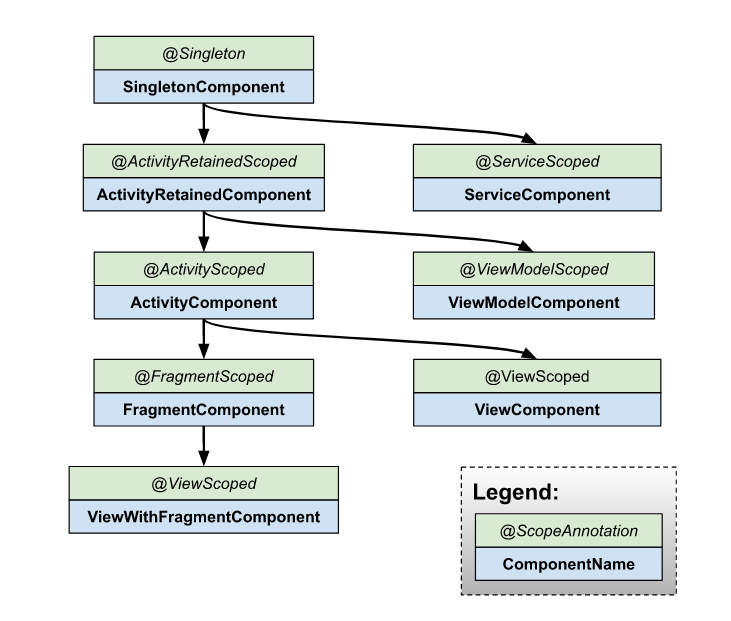 @Singleton
SingletonComponent
@ActivityRetainedScoped
ActivityRetainedComponent
@ServiceScoped
ServiceComponent
@ActivityScoped
ActivityComponent
@ViewModelScoped
ViewModelComponent
@FragmentScoped
FragmentComponent
@ViewScoped
ViewComponent
@ViewScoped
ViewWithFragmentComponent
Legend:
@ScopeAnnotation
ComponentName